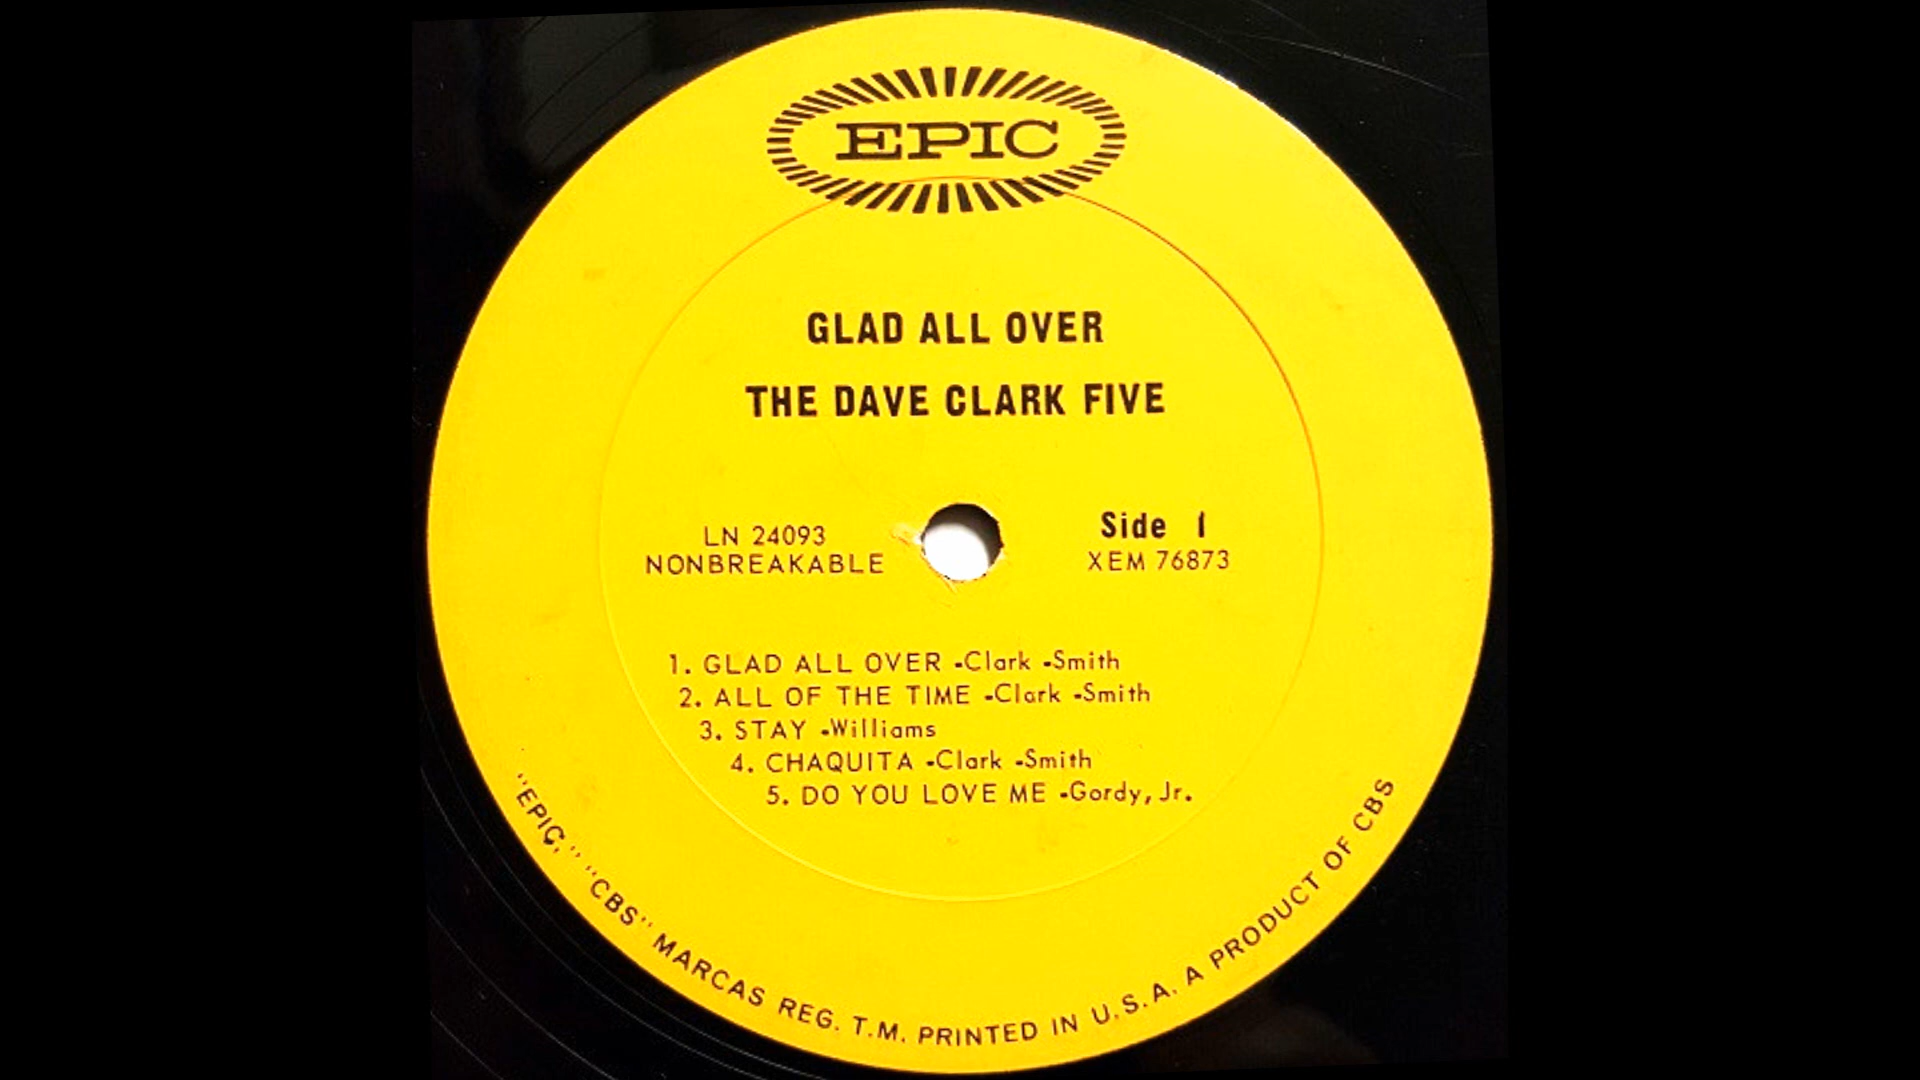 EPIC
GLAD ALL OVER
THE DAVE CLARK FIVE
LN 24093
NONBREAKABLE
Side 1
XEM 76873
1. GLAD ALL OVER -Clark -Smith
2. ALL OF THE TIME -Clark -Smith
3. STAY -Williams
4. CHAQUITA -Clark -Smith
5. DO YOU LOVE ME -Gordy, Jr.
"EPIC," "CBS" MARCAS REG. T.M. PRINTED IN U.S.A. A PRODUCT OF CBS